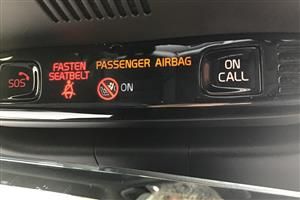 SOS
FASTEN
SEATBELT
PASSENGER AIRBAG
ON
ON
CALL